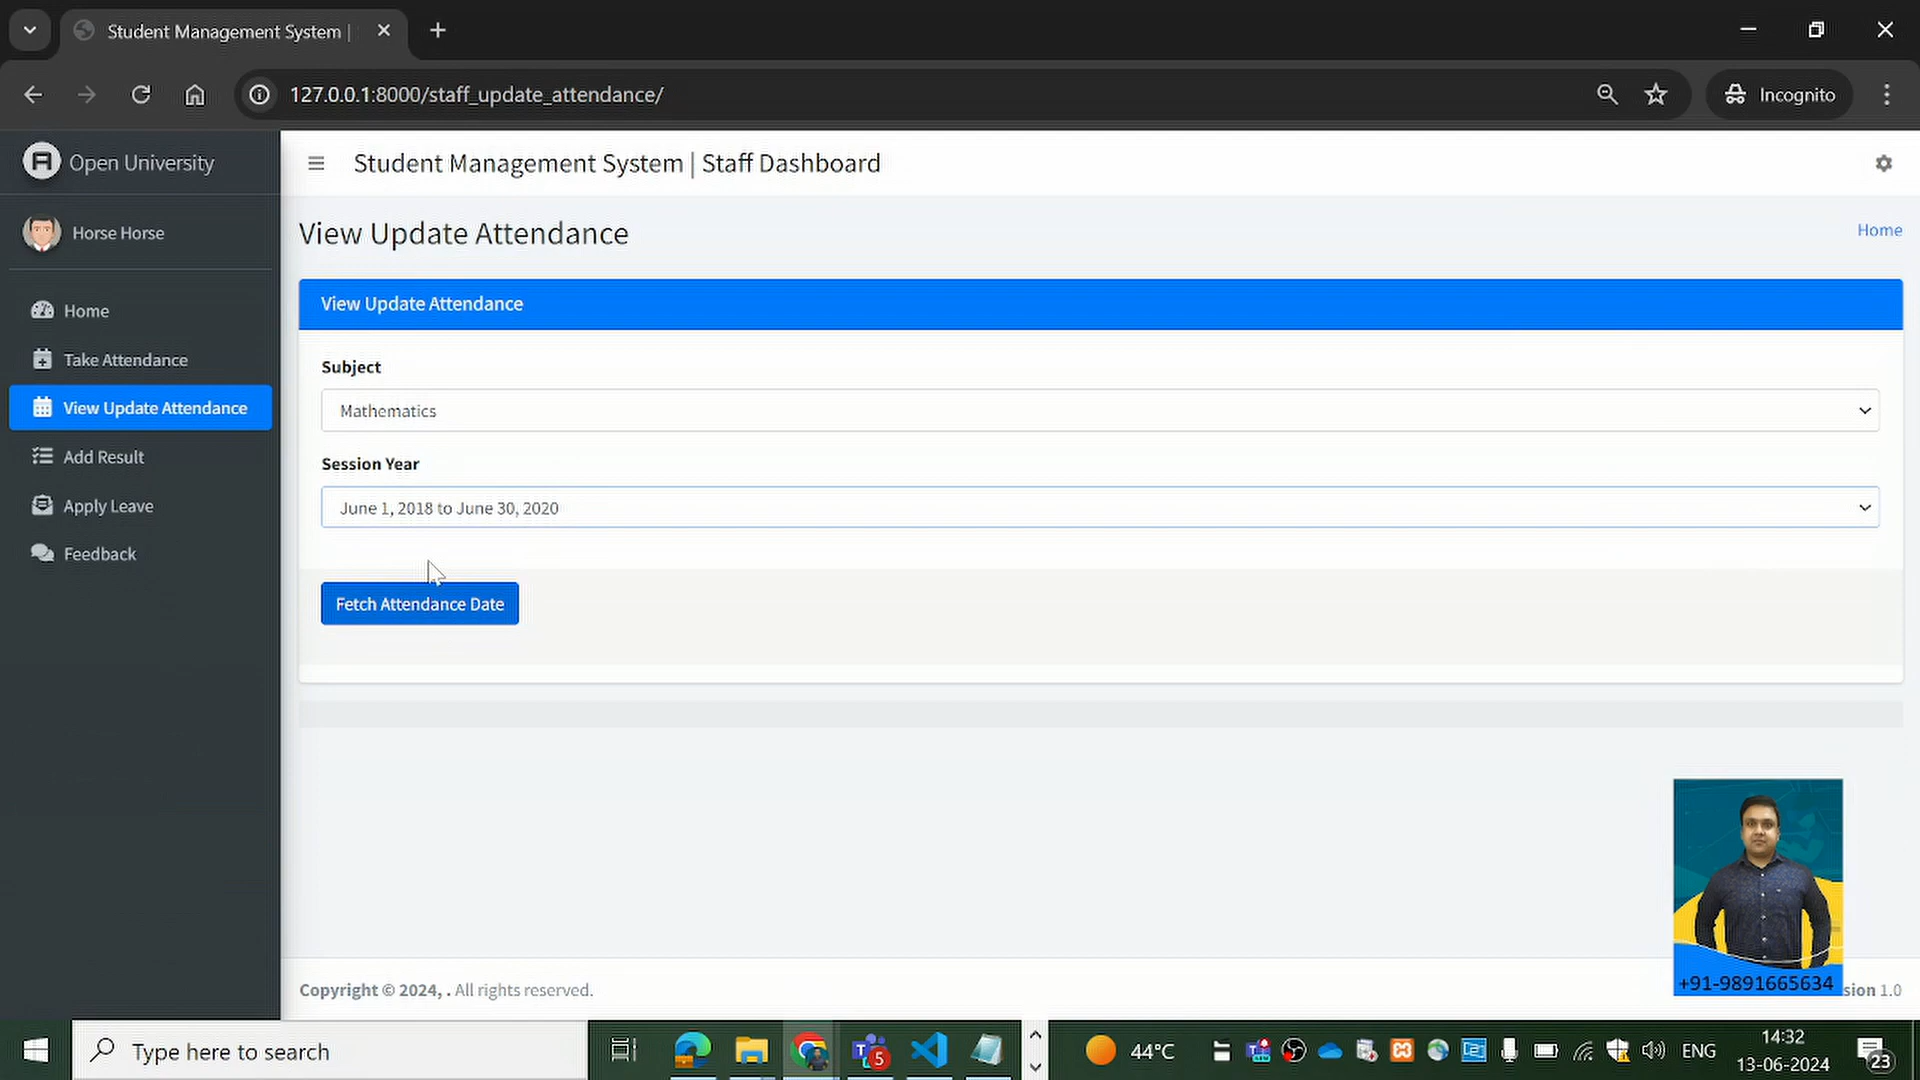 Student Management System |
127.0.0.1:8000/staff_update_attendance/
Incognito
Open University
Student Management System | Staff Dashboard
Horse Horse
View Update Attendance
Home
Home
Take Attendance
View Update Attendance
Add Result
Apply Leave
Feedback
View Update Attendance
Subject
Mathematics
Session Year
June 1, 2018 to June 30, 2020
Fetch Attendance Date
+91-9891665634
Copyright © 2024, . All rights reserved.
sion 1.0
Type here to search
5
44°C
ENG
14:32
13-06-2024
23